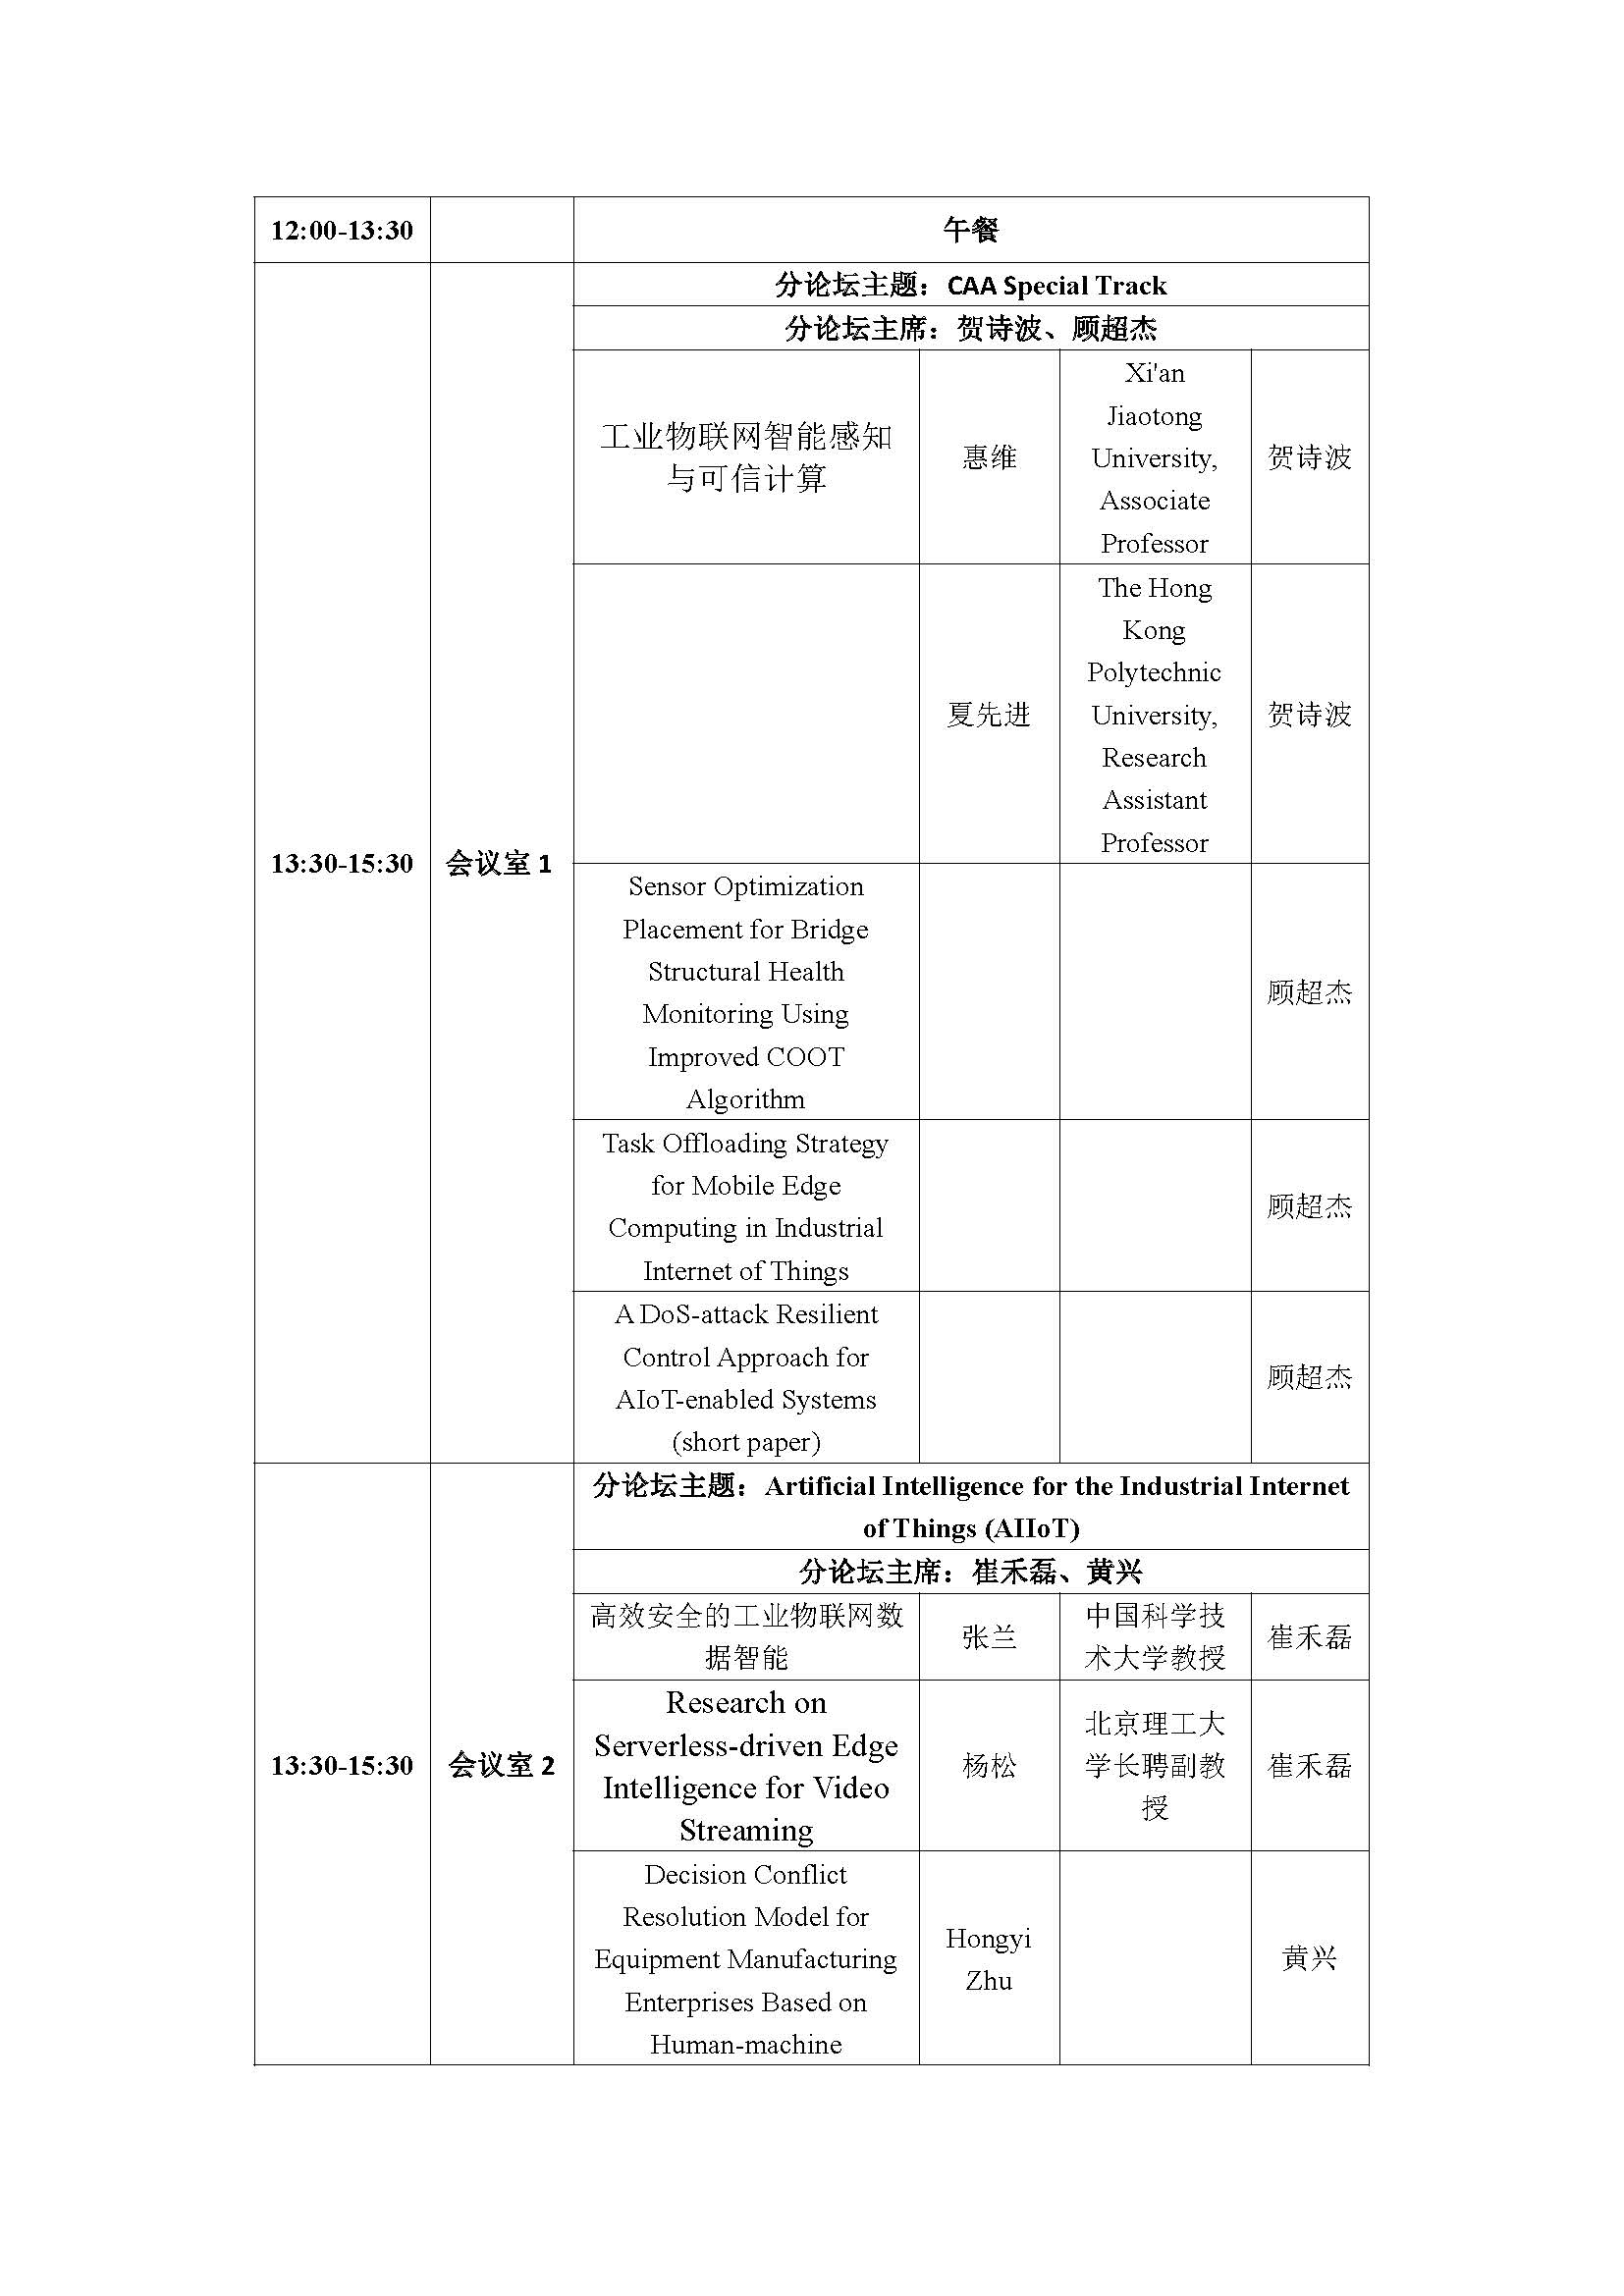 12:00-13:30
午餐
13:30-15:30
会议室 1
分论坛主题：CAA Special Track
分论坛主席：贺诗波、顾超杰
工业物联网智能感知
与可信计算
惠维
Xi'an
Jiaotong
University,
Associate
Professor
贺诗波
夏先进
The Hong
Kong
Polytechnic
University,
Research
Assistant
Professor
贺诗波
Sensor Optimization
Placement for Bridge
Structural Health
Monitoring Using
Improved COOT
Algorithm
顾超杰
Task Offloading Strategy
for Mobile Edge
Computing in Industrial
Internet of Things
顾超杰
A DoS-attack Resilient
Control Approach for
AIoT-enabled Systems
(short paper)
顾超杰
13:30-15:30
会议室 2
分论坛主题：Artificial Intelligence for the Industrial Internet
of Things (AIIoT)
分论坛主席：崔禾磊、黄兴
高效安全的工业物联网数
据智能
张兰
中国科学技
术大学教授
崔禾磊
Research on
Serverless-driven Edge
Intelligence for Video
Streaming
杨松
北京理工大
学长聘副教
授
崔禾磊
Decision Conflict
Resolution Model for
Equipment Manufacturing
Enterprises Based on
Human-machine
Hongyi
Zhu
黄兴